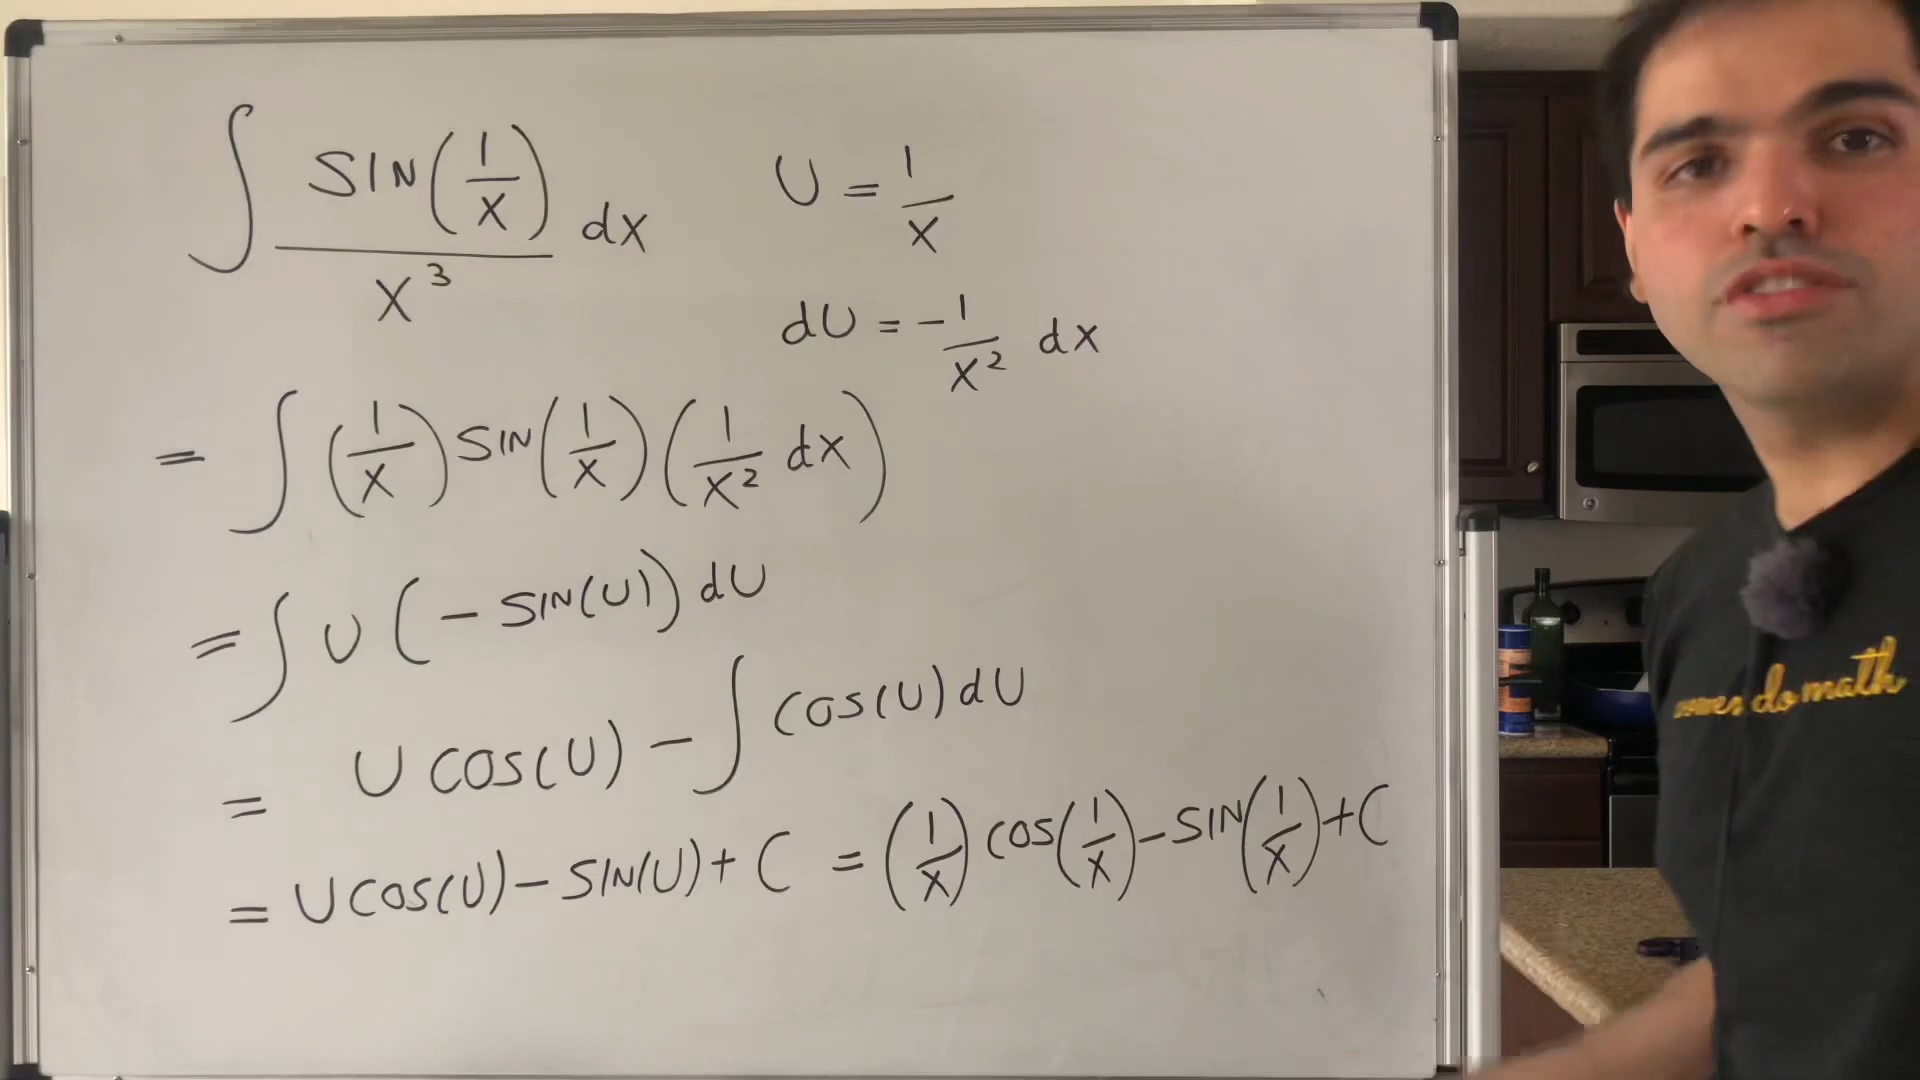 ∫ SIN(1/X)/X³ dX
U = 1/X
dU = -1/X² dX
= ∫ (1/X) SIN(1/X) (1/X² dX)
= ∫ U (-SIN(U)) dU
= U COS(U) - ∫ COS(U) dU
= U COS(U) - SIN(U) + C = (1/X) COS(1/X) - SIN(1/X) + C
do math